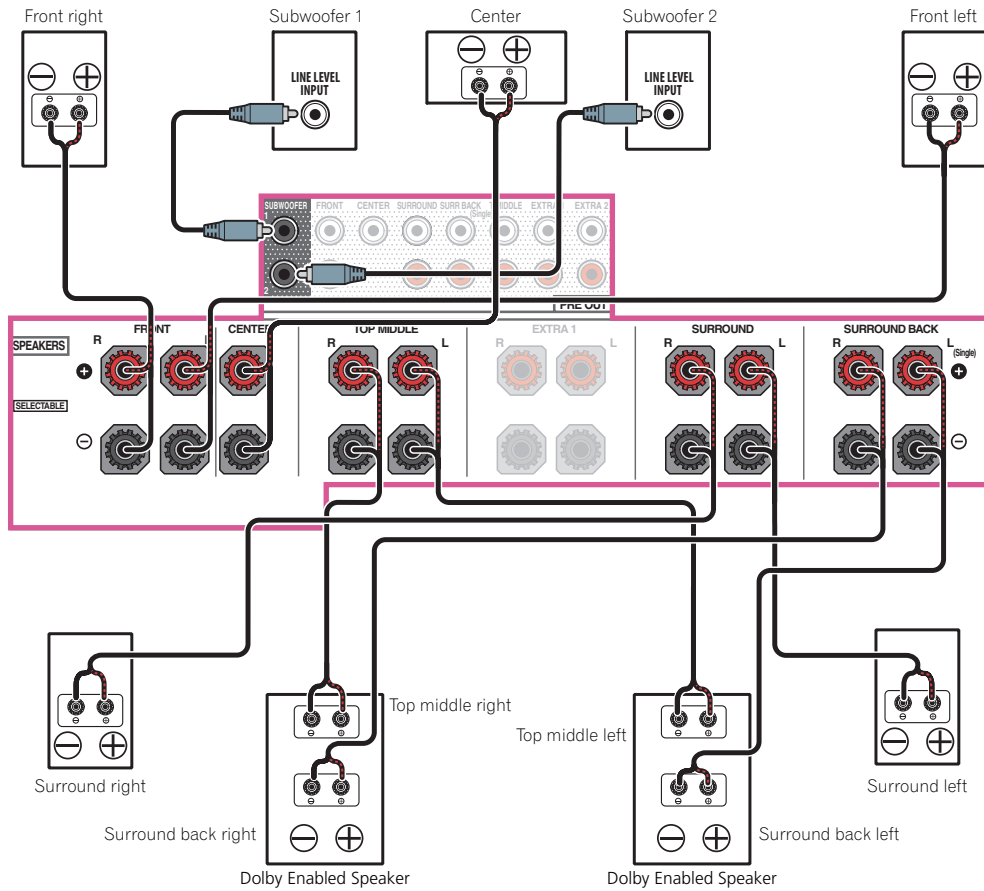 Front right
Subwoofer 1
Center
Subwoofer 2
Front left
LINE LEVEL
INPUT
LINE LEVEL
INPUT
SUBWOOFER
1
FRONT
CENTER
SURROUND
SURR BACK
(Single)
EXTRA 2
2
PRE OUT
SPEAKERS
FRONT
CENTER
TOP MIDDLE
EXTRA 1
SURROUND
SURROUND BACK
R
R
L
R
L
R
L
R
L
(Single)
SELECTABLE
Top middle right
Top middle left
Surround right
Surround left
Surround back right
Surround back left
Dolby Enabled Speaker
Dolby Enabled Speaker